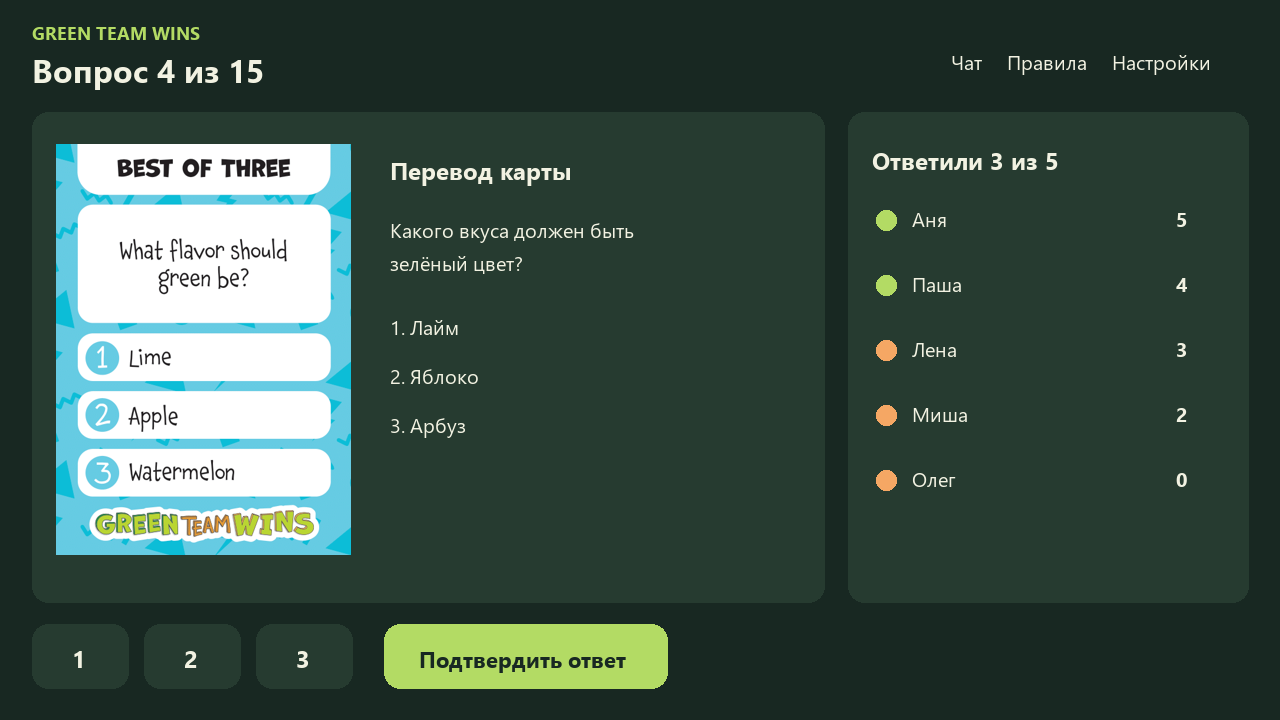 GREEN TEAM WINS
Вопрос 4 из 15
Чат Правила Настройки
BEST OF THREE
What flavor should
green be?
1 Lime
2 Apple
3 Watermelon
GREEN TEAM WINS
Перевод карты
Какого вкуса должен быть
зелёный цвет?
1. Лайм
2. Яблоко
3. Арбуз
Ответили 3 из 5
Аня 5
Паша 4
Лена 3
Миша 2
Олег 0
1 2 3 Подтвердить ответ